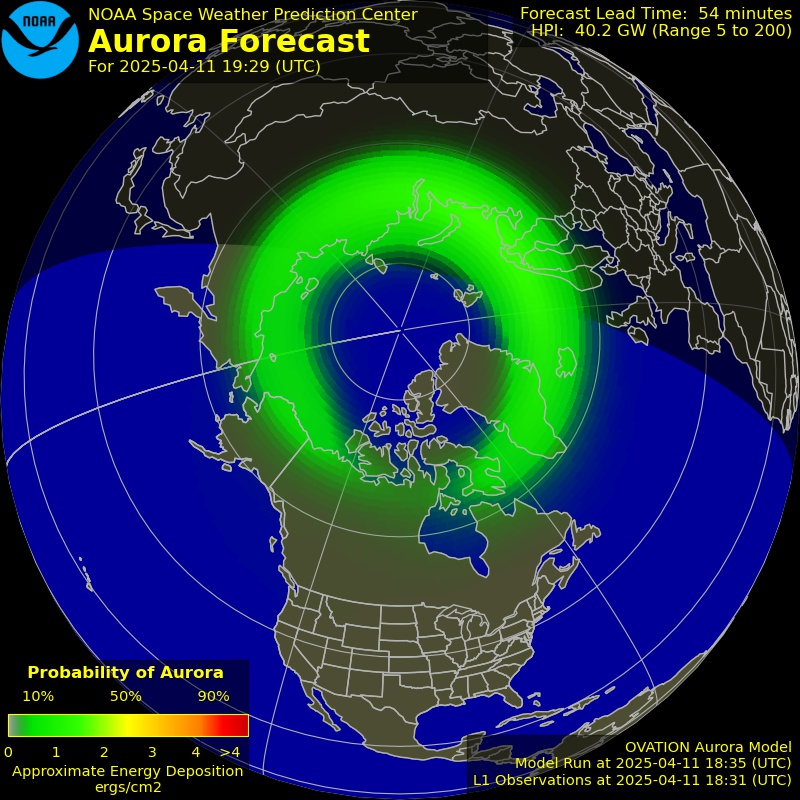 NOAA
NOAA Space Weather Prediction Center
Aurora Forecast
For 2025-04-11 19:29 (UTC)
Forecast Lead Time: 54 minutes
HPI: 40.2 GW (Range 5 to 200)
Probability of Aurora
10% 50% 90%
0 1 2 3 4 >4
Approximate Energy Deposition
ergs/cm2
OVATION Aurora Model
Model Run at 2025-04-11 18:35 (UTC)
L1 Observations at 2025-04-11 18:31 (UTC)